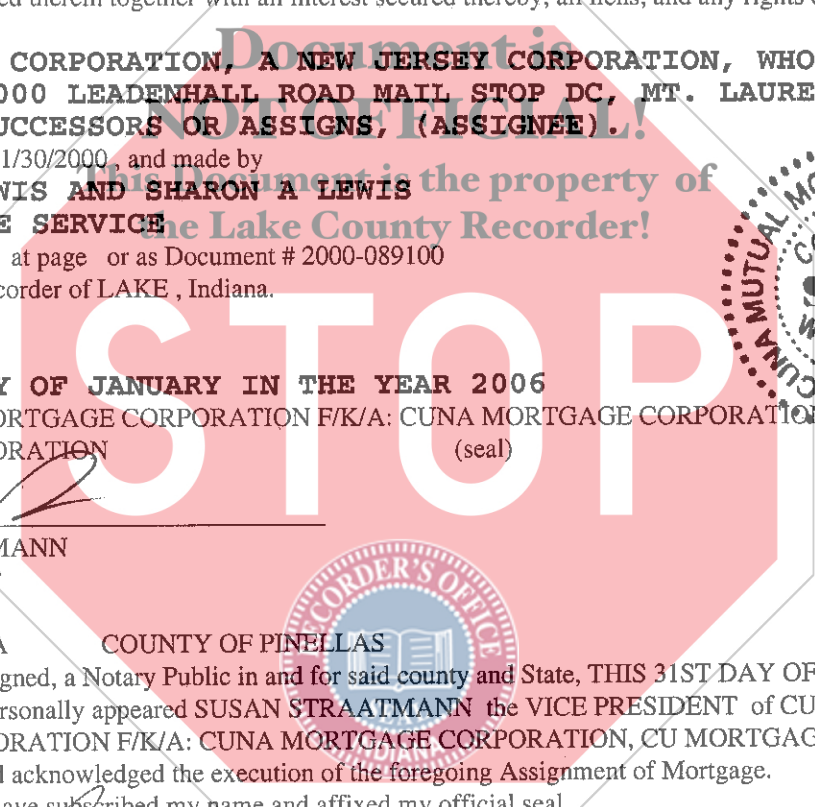 ed therein together with an interest secured thereby, all liens, and any rights
Document is
CORPORATION, A NEW JERSEY CORPORATION, WHO
000 LEADENHALL ROAD MAIL STOP DC, MT. LAURE
NOT OFFICIAL!
UCCESSORS OR ASSIGNS, (ASSIGNEE).
1/30/2000 , and made by
This Document is the property of
WIS AND SHARON A LEWIS
E SERVICE
the Lake County Recorder!
at page or as Document # 2000-089100
corder of LAKE , Indiana.
CUNA MUTUAL MO
STOP
Y OF JANUARY IN THE YEAR 2006
ORTGAGE CORPORATION F/K/A: CUNA MORTGAGE CORPORATION
ORATION (seal)
MANN
RECORDER'S OFFICE
A COUNTY OF PINELLAS
igned, a Notary Public in and for said county and State, THIS 31ST DAY OF
ersonally appeared SUSAN STRAATMANN the VICE PRESIDENT of CU
ORATION F/K/A: CUNA MORTGAGE CORPORATION, CU MORTGAG
INDIANA
d acknowledged the execution of the foregoing Assignment of Mortgage.
ave subscribed my name and affixed my official seal